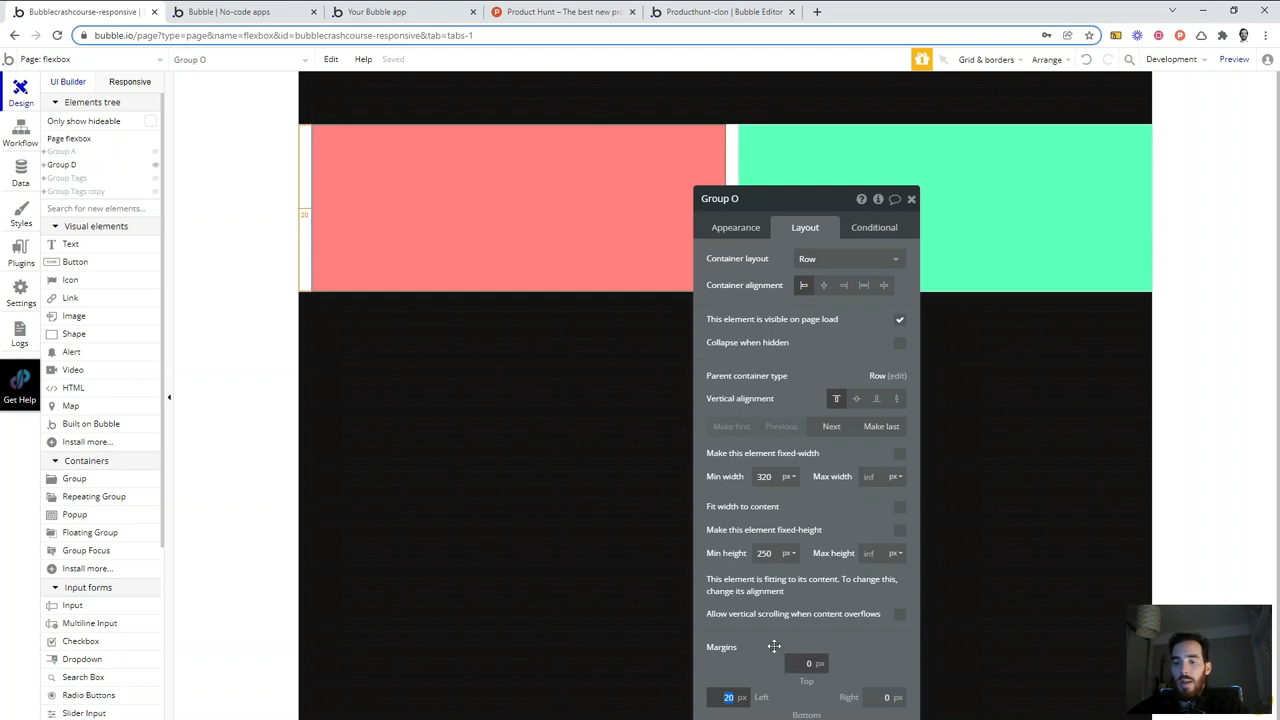 Bubblecrashcourse-responsive |
Bubble | No-code apps
Your Bubble app
Product Hunt – The best new pro
Producthunt-clon | Bubble Editor
bubble.io/page?type=page&name=flexbox&id=bubblecrashcourse-responsive&tab=tabs-1
Page: flexbox
Group O
Edit
Help
Saved
Grid & borders
Arrange
Development
Preview
Design
Workflow
Data
Styles
Plugins
Settings
Logs
Get Help
UI Builder
Responsive
Elements tree
Only show hideable
Page flexbox
Group A
Group D
Group Tags
Group Tags copy
Search for new elements...
Visual elements
Text
Button
CLICK
Icon
Link
Image
Shape
Alert
Video
HTML
Map
Built on Bubble
Install more...
Containers
Group
Repeating Group
Popup
Floating Group
Group Focus
Install more...
Input forms
Input
Multiline Input
Checkbox
Dropdown
Search Box
Radio Buttons
Slider Input
20
Group O
Appearance
Layout
Conditional
Container layout
Row
Container alignment
This element is visible on page load
Collapse when hidden
Parent container type
Row (edit)
Vertical alignment
Make first
Previous
Next
Make last
Make this element fixed-width
Min width 320 px
Max width inf px
Fit width to content
Make this element fixed-height
Min height 250 px
Max height inf px
This element is fitting to its content. To change this,
change its alignment
Allow vertical scrolling when content overflows
Margins
0 px
Top
20 px Left
Right 0 px
Bottom